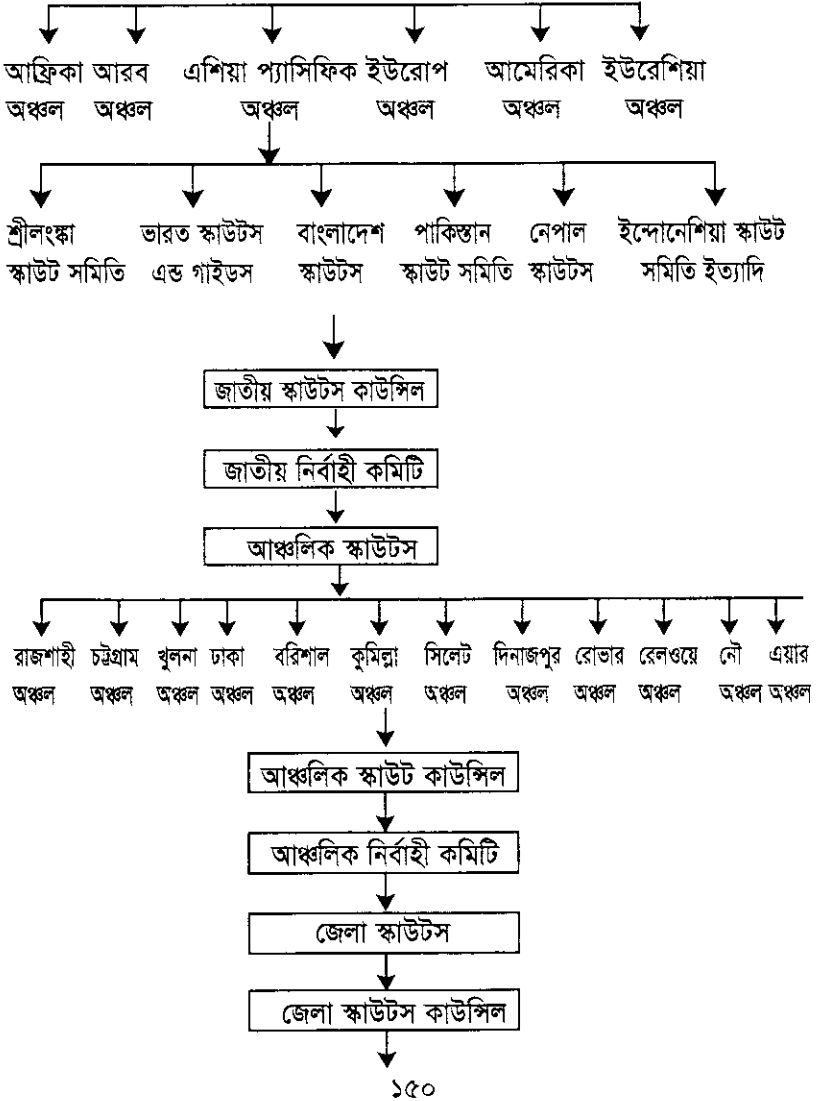 আফ্রিকা আরব এশিয়া প্যাসিফিক ইউরোপ আমেরিকা ইউরেশিয়া
অঞ্চল অঞ্চল অঞ্চল অঞ্চল অঞ্চল অঞ্চল
শ্রীলংঙ্কা ভারত স্কাউটস বাংলাদেশ পাকিস্তান নেপাল ইন্দোনেশিয়া স্কাউট
স্কাউট সমিতি এন্ড গাইডস স্কাউটস স্কাউট সমিতি স্কাউটস সমিতি ইত্যাদি
জাতীয় স্কাউটস কাউন্সিল
জাতীয় নির্বাহী কমিটি
আঞ্চলিক স্কাউটস
রাজশাহী চট্টগ্রাম খুলনা ঢাকা বরিশাল কুমিল্লা সিলেট দিনাজপুর রোভার রেলওয়ে নৌ এয়ার
অঞ্চল অঞ্চল অঞ্চল অঞ্চল অঞ্চল অঞ্চল অঞ্চল অঞ্চল অঞ্চল অঞ্চল অঞ্চল অঞ্চল
আঞ্চলিক স্কাউট কাউন্সিল
আঞ্চলিক নির্বাহী কমিটি
জেলা স্কাউটস
জেলা স্কাউটস কাউন্সিল
১৫০